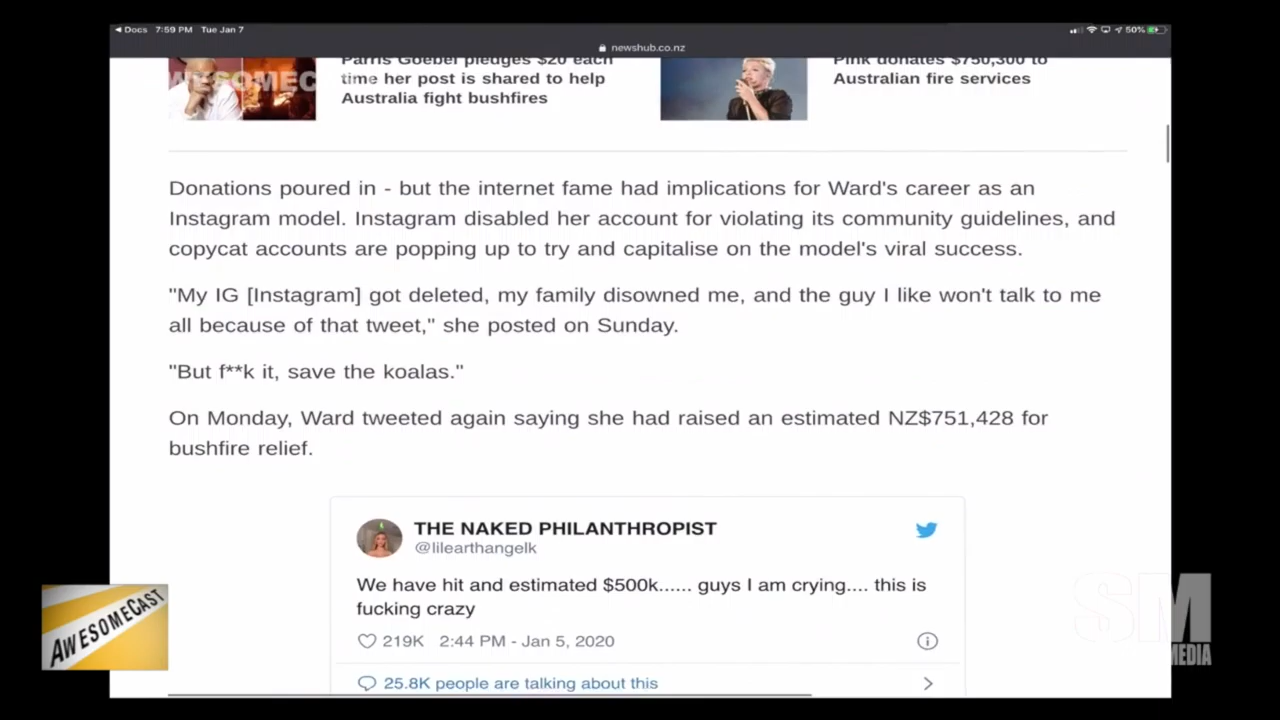 Docs 7:59 PM Tue Jan 7
50%
newshub.co.nz
Parris Goebel pledges $20 each
time her post is shared to help
Australia fight bushfires
Pink donates $750,300 to
Australian fire services
Donations poured in - but the internet fame had implications for Ward's career as an
Instagram model. Instagram disabled her account for violating its community guidelines, and
copycat accounts are popping up to try and capitalise on the model's viral success.
"My IG [Instagram] got deleted, my family disowned me, and the guy I like won't talk to me
all because of that tweet," she posted on Sunday.
"But f**k it, save the koalas."
On Monday, Ward tweeted again saying she had raised an estimated NZ$751,428 for
bushfire relief.
THE NAKED PHILANTHROPIST
@lilearthangelk
We have hit and estimated $500k...... guys I am crying.... this is
fucking crazy
219K 2:44 PM - Jan 5, 2020
25.8K people are talking about this
AWESOMECAST
SM
MEDIA